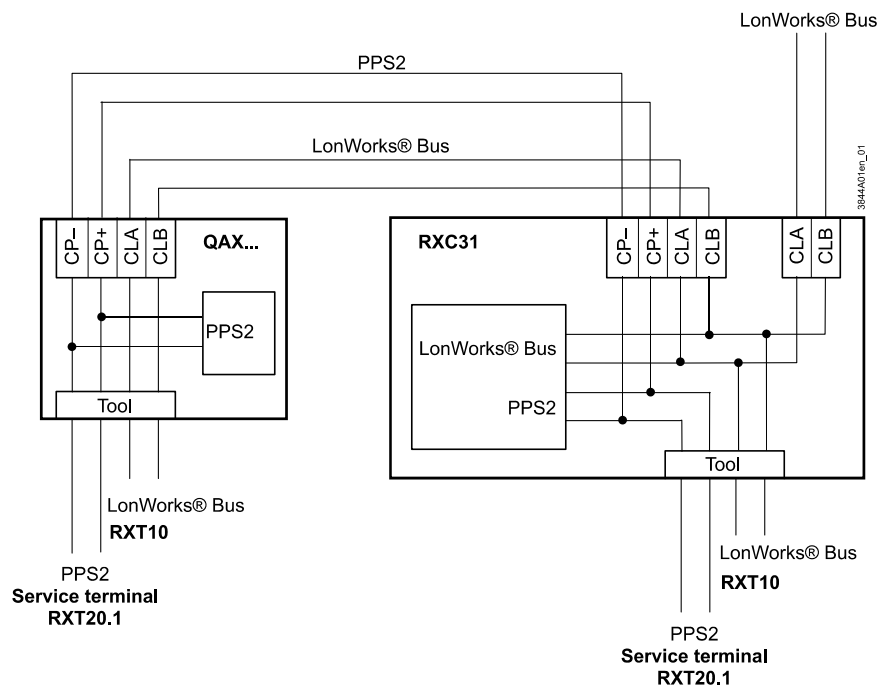 LonWorks® Bus
PPS2
LonWorks® Bus
3844A01en_01
CP–
CP+
CLA
CLB
QAX...
RXC31
CP–
CP+
CLA
CLB
CLA
CLB
PPS2
LonWorks® Bus
PPS2
Tool
Tool
LonWorks® Bus
RXT10
PPS2
Service terminal
RXT20.1
LonWorks® Bus
RXT10
PPS2
Service terminal
RXT20.1